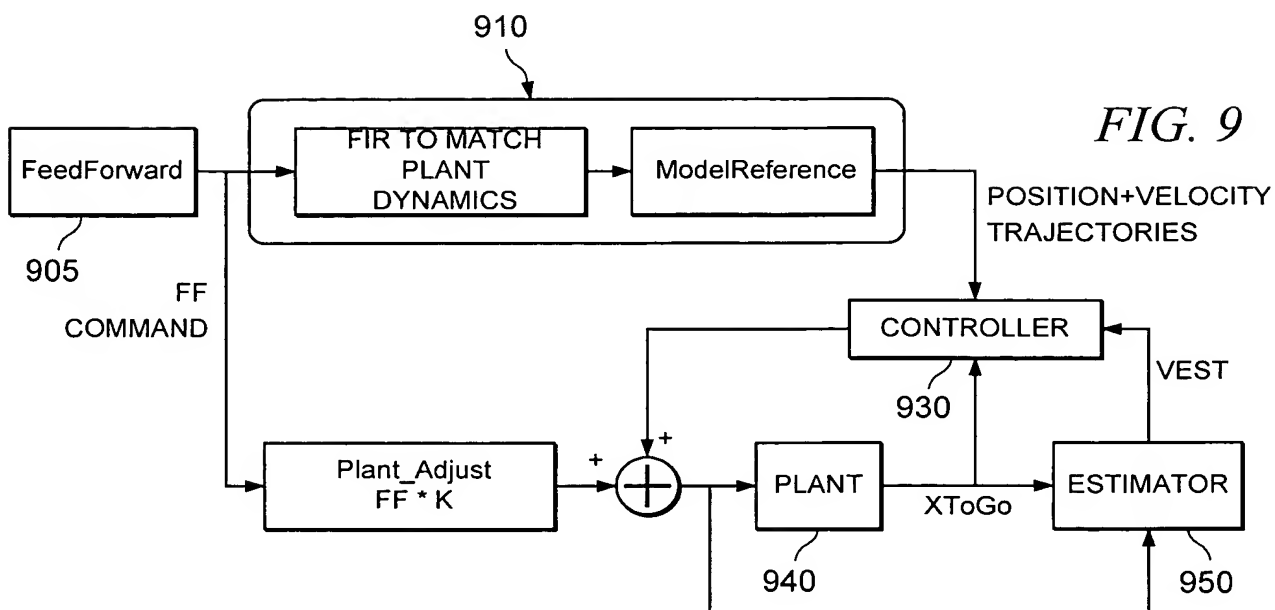 910
FIG. 9
FeedForward
FIR TO MATCH
PLANT
DYNAMICS
ModelReference
905
POSITION+VELOCITY
TRAJECTORIES
FF
COMMAND
CONTROLLER
930
VEST
Plant_Adjust
FF * K
+
+
PLANT
XToGo
ESTIMATOR
940
950